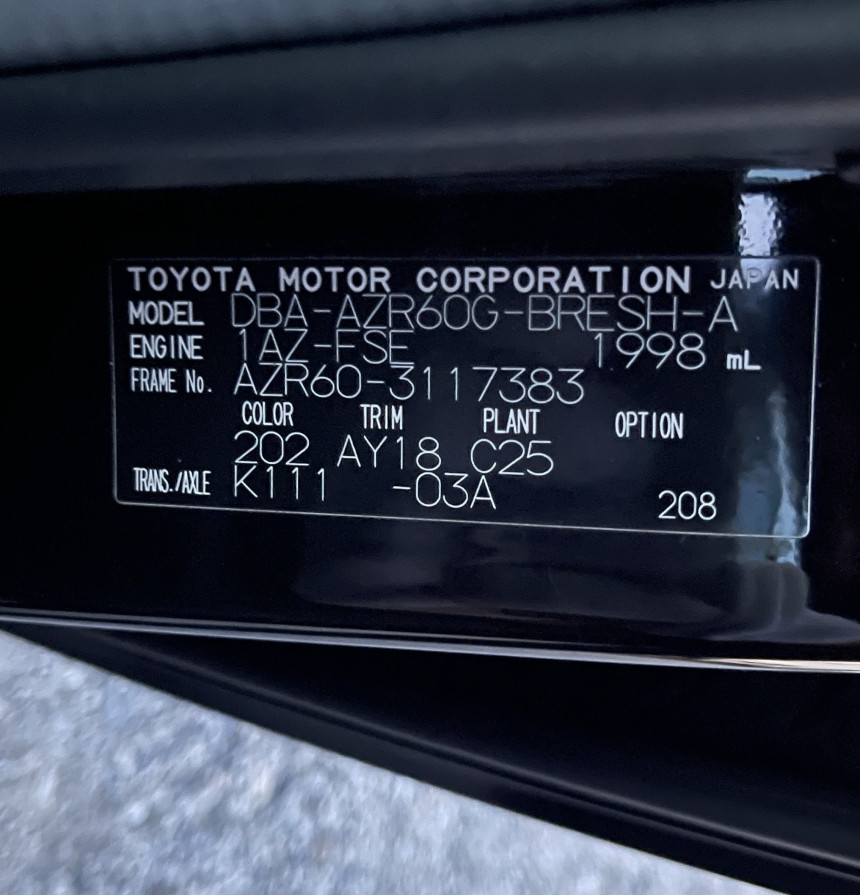 TOYOTA MOTOR CORPORATION JAPAN
MODEL DBA-AZR60G-BRESH-A
ENGINE 1AZ-FSE 1998 mL
FRAME No. AZR60-3117383
COLOR TRIM PLANT OPTION
202 AY18 C25
TRANS./AXLE K111 -03A 208